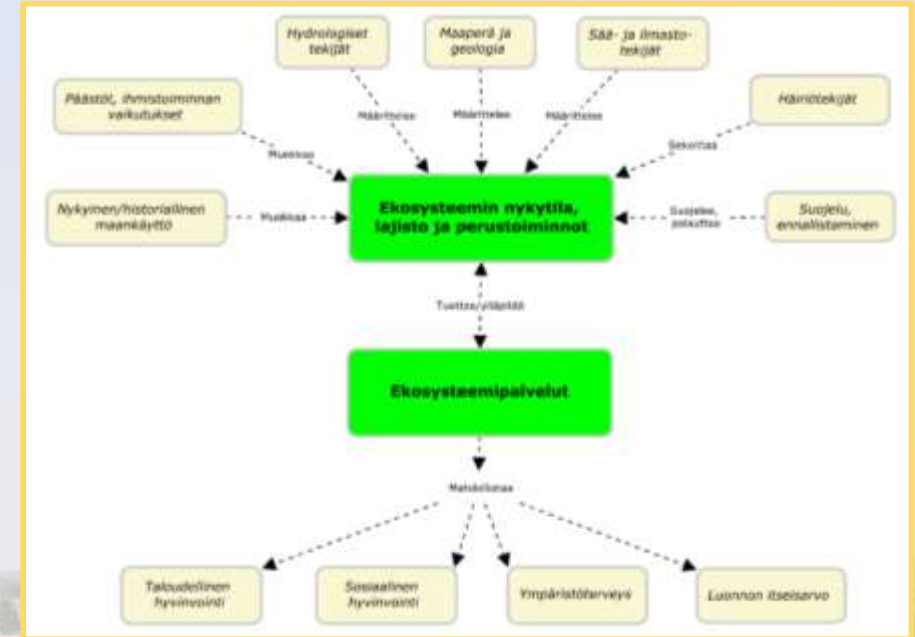 Hydrologiset
tekijät
Maaperä ja
geologia
Sää- ja ilmasto-
tekijät
Päästöt, ihmistoiminnan
vaikutukset
Häiriötekijät
Määrittelee
Määrittelee
Määrittelee
Muokkaa
Sekoittaa
Nykyinen/historiallinen
maankäyttö
Muokkaa
Ekosysteemin nykytila,
lajisto ja perustoiminnot
Suojelee,
palauttaa
Suojelu,
ennallistaminen
Tuottaa/ylläpitää
Ekosysteemipalvelut
Mahdollistaa
Taloudellinen
hyvinvointi
Sosiaalinen
hyvinvointi
Ympäristöterveys
Luonnon itseisarvo